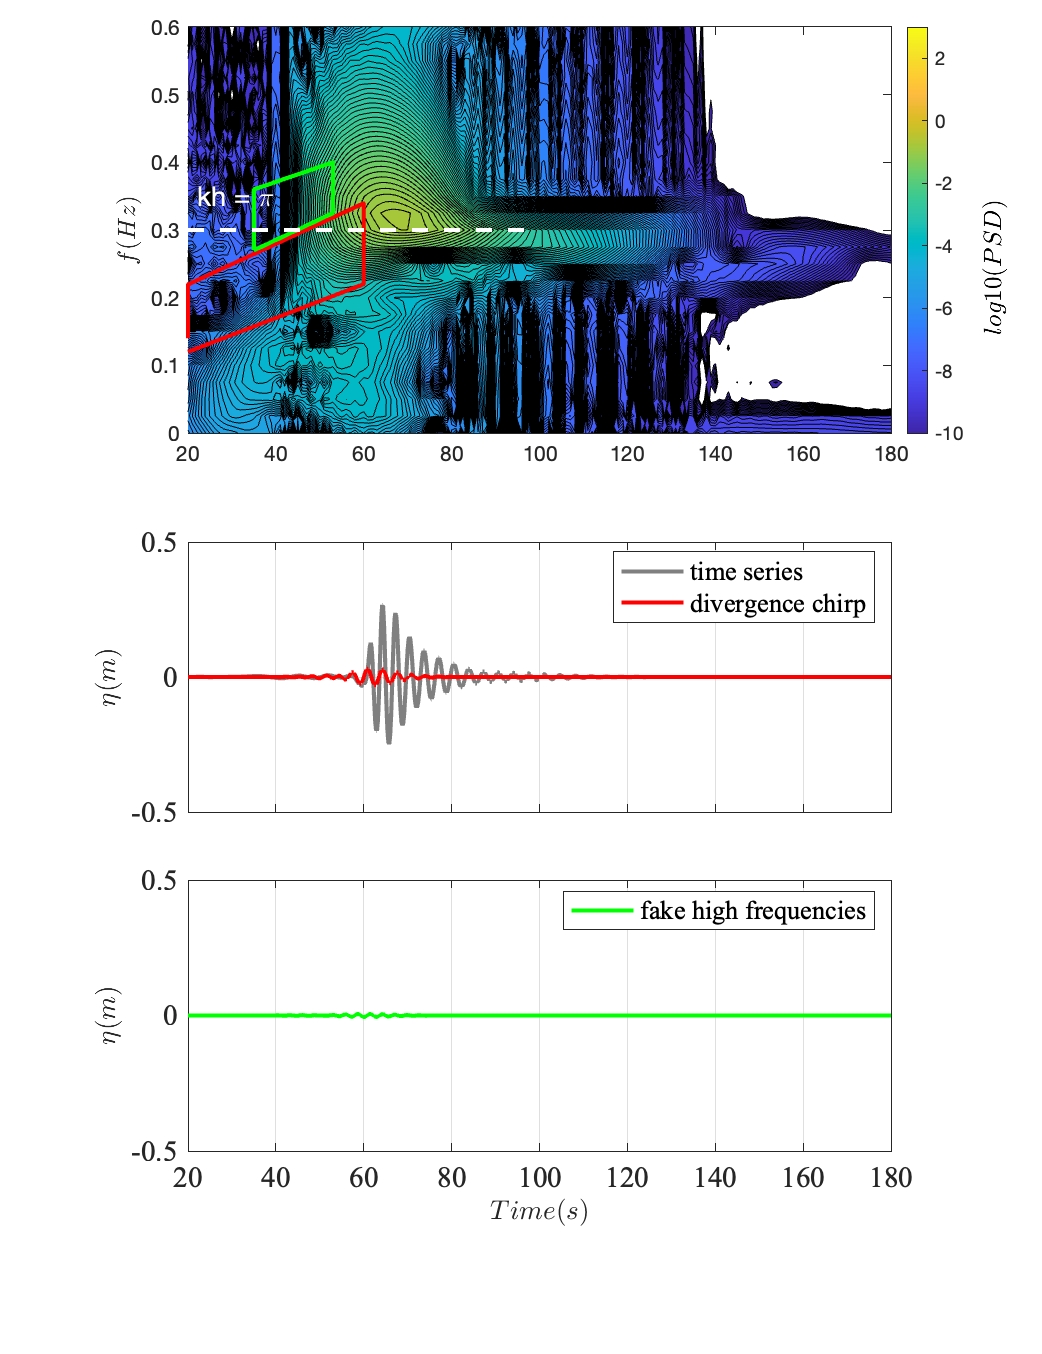 0.6
0.5
0.4
0.3
0.2
0.1
0
f(Hz)
kh = π
20 40 60 80 100 120 140 160 180
2
0
-2
-4
-6
-8
-10
log10(PSD)
0.5
0
-0.5
η(m)
time series
divergence chirp
0.5
0
-0.5
η(m)
fake high frequencies
20 40 60 80 100 120 140 160 180
Time(s)